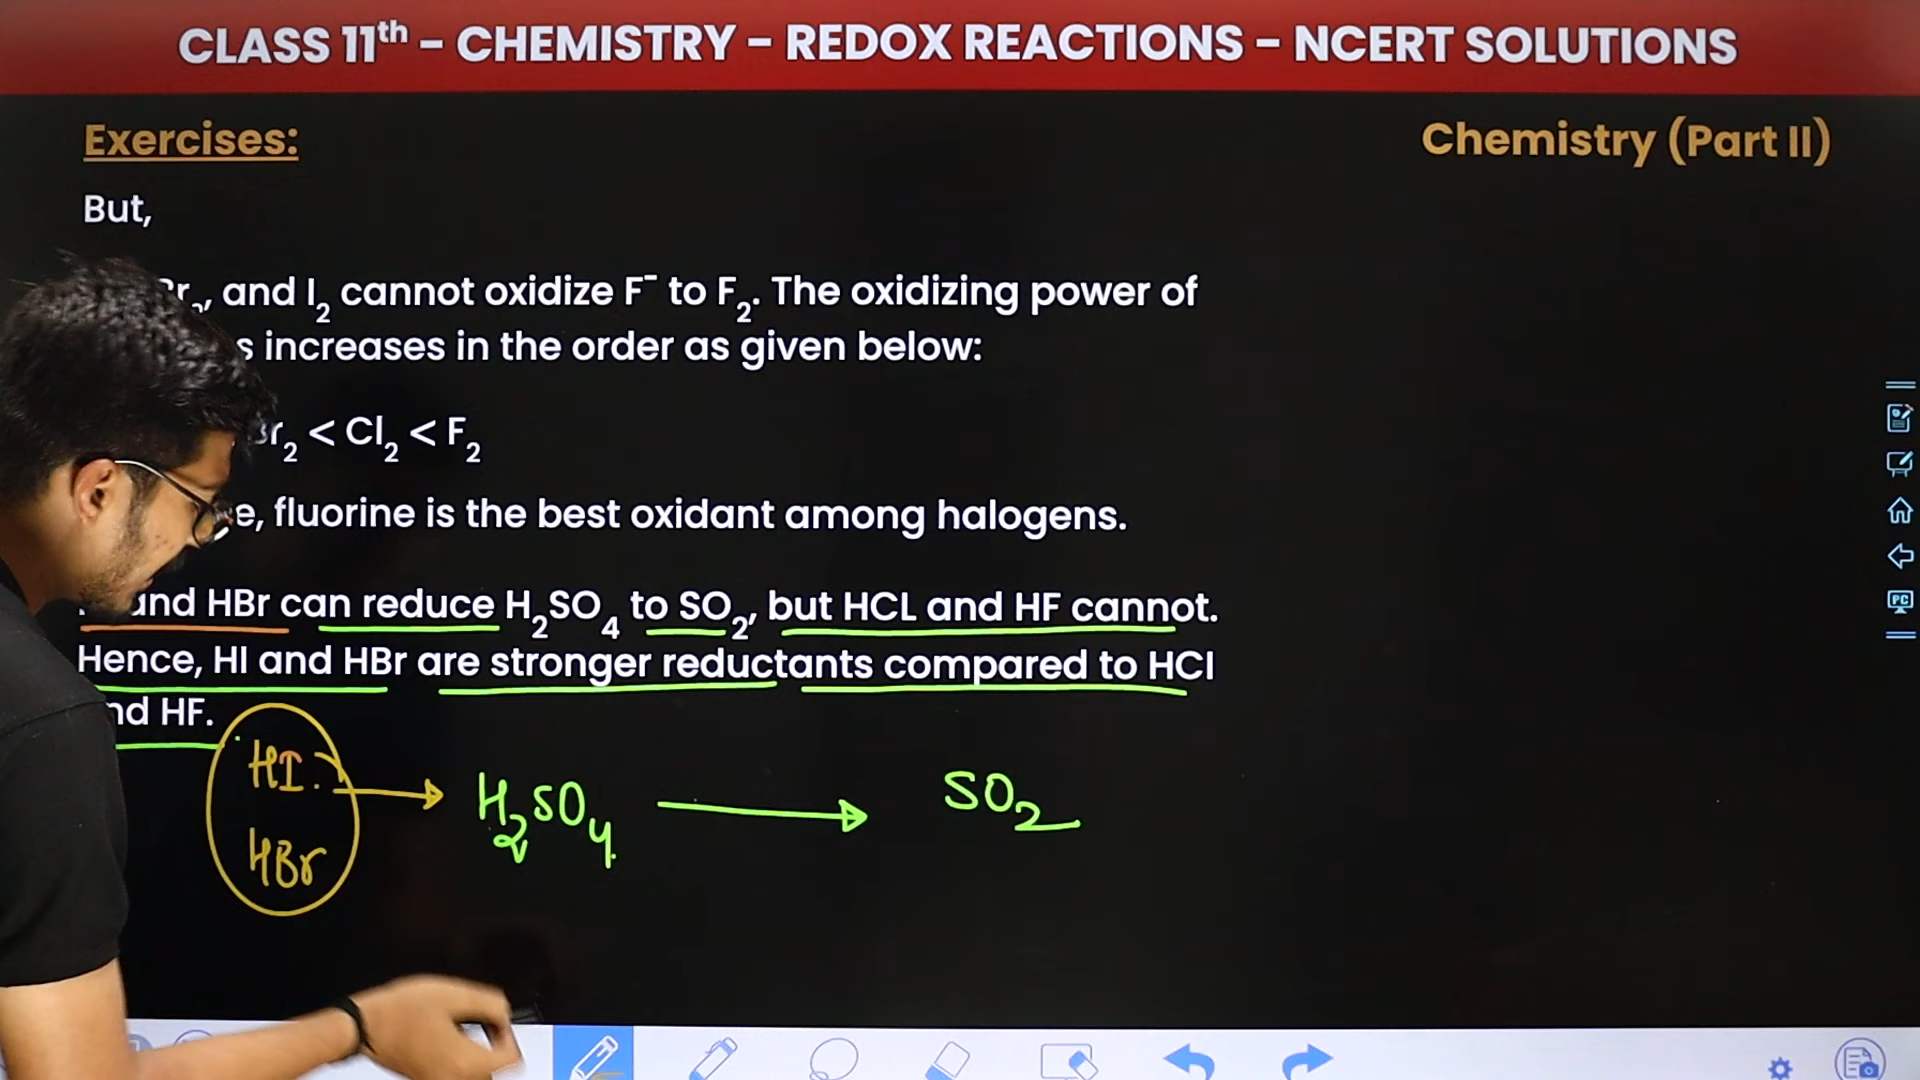 CLASS 11th – CHEMISTRY – REDOX REACTIONS – NCERT SOLUTIONS
Exercises:
Chemistry (Part II)
But,
, and I2 cannot oxidize F⁻ to F2. The oxidizing power of
s increases in the order as given below:
r2 < Cl2 < F2
e, fluorine is the best oxidant among halogens.
and HBr can reduce H2SO4 to SO2, but HCL and HF cannot.
Hence, HI and HBr are stronger reductants compared to HCl
nd HF.
HI
H2SO4
SO2
HBr
PC